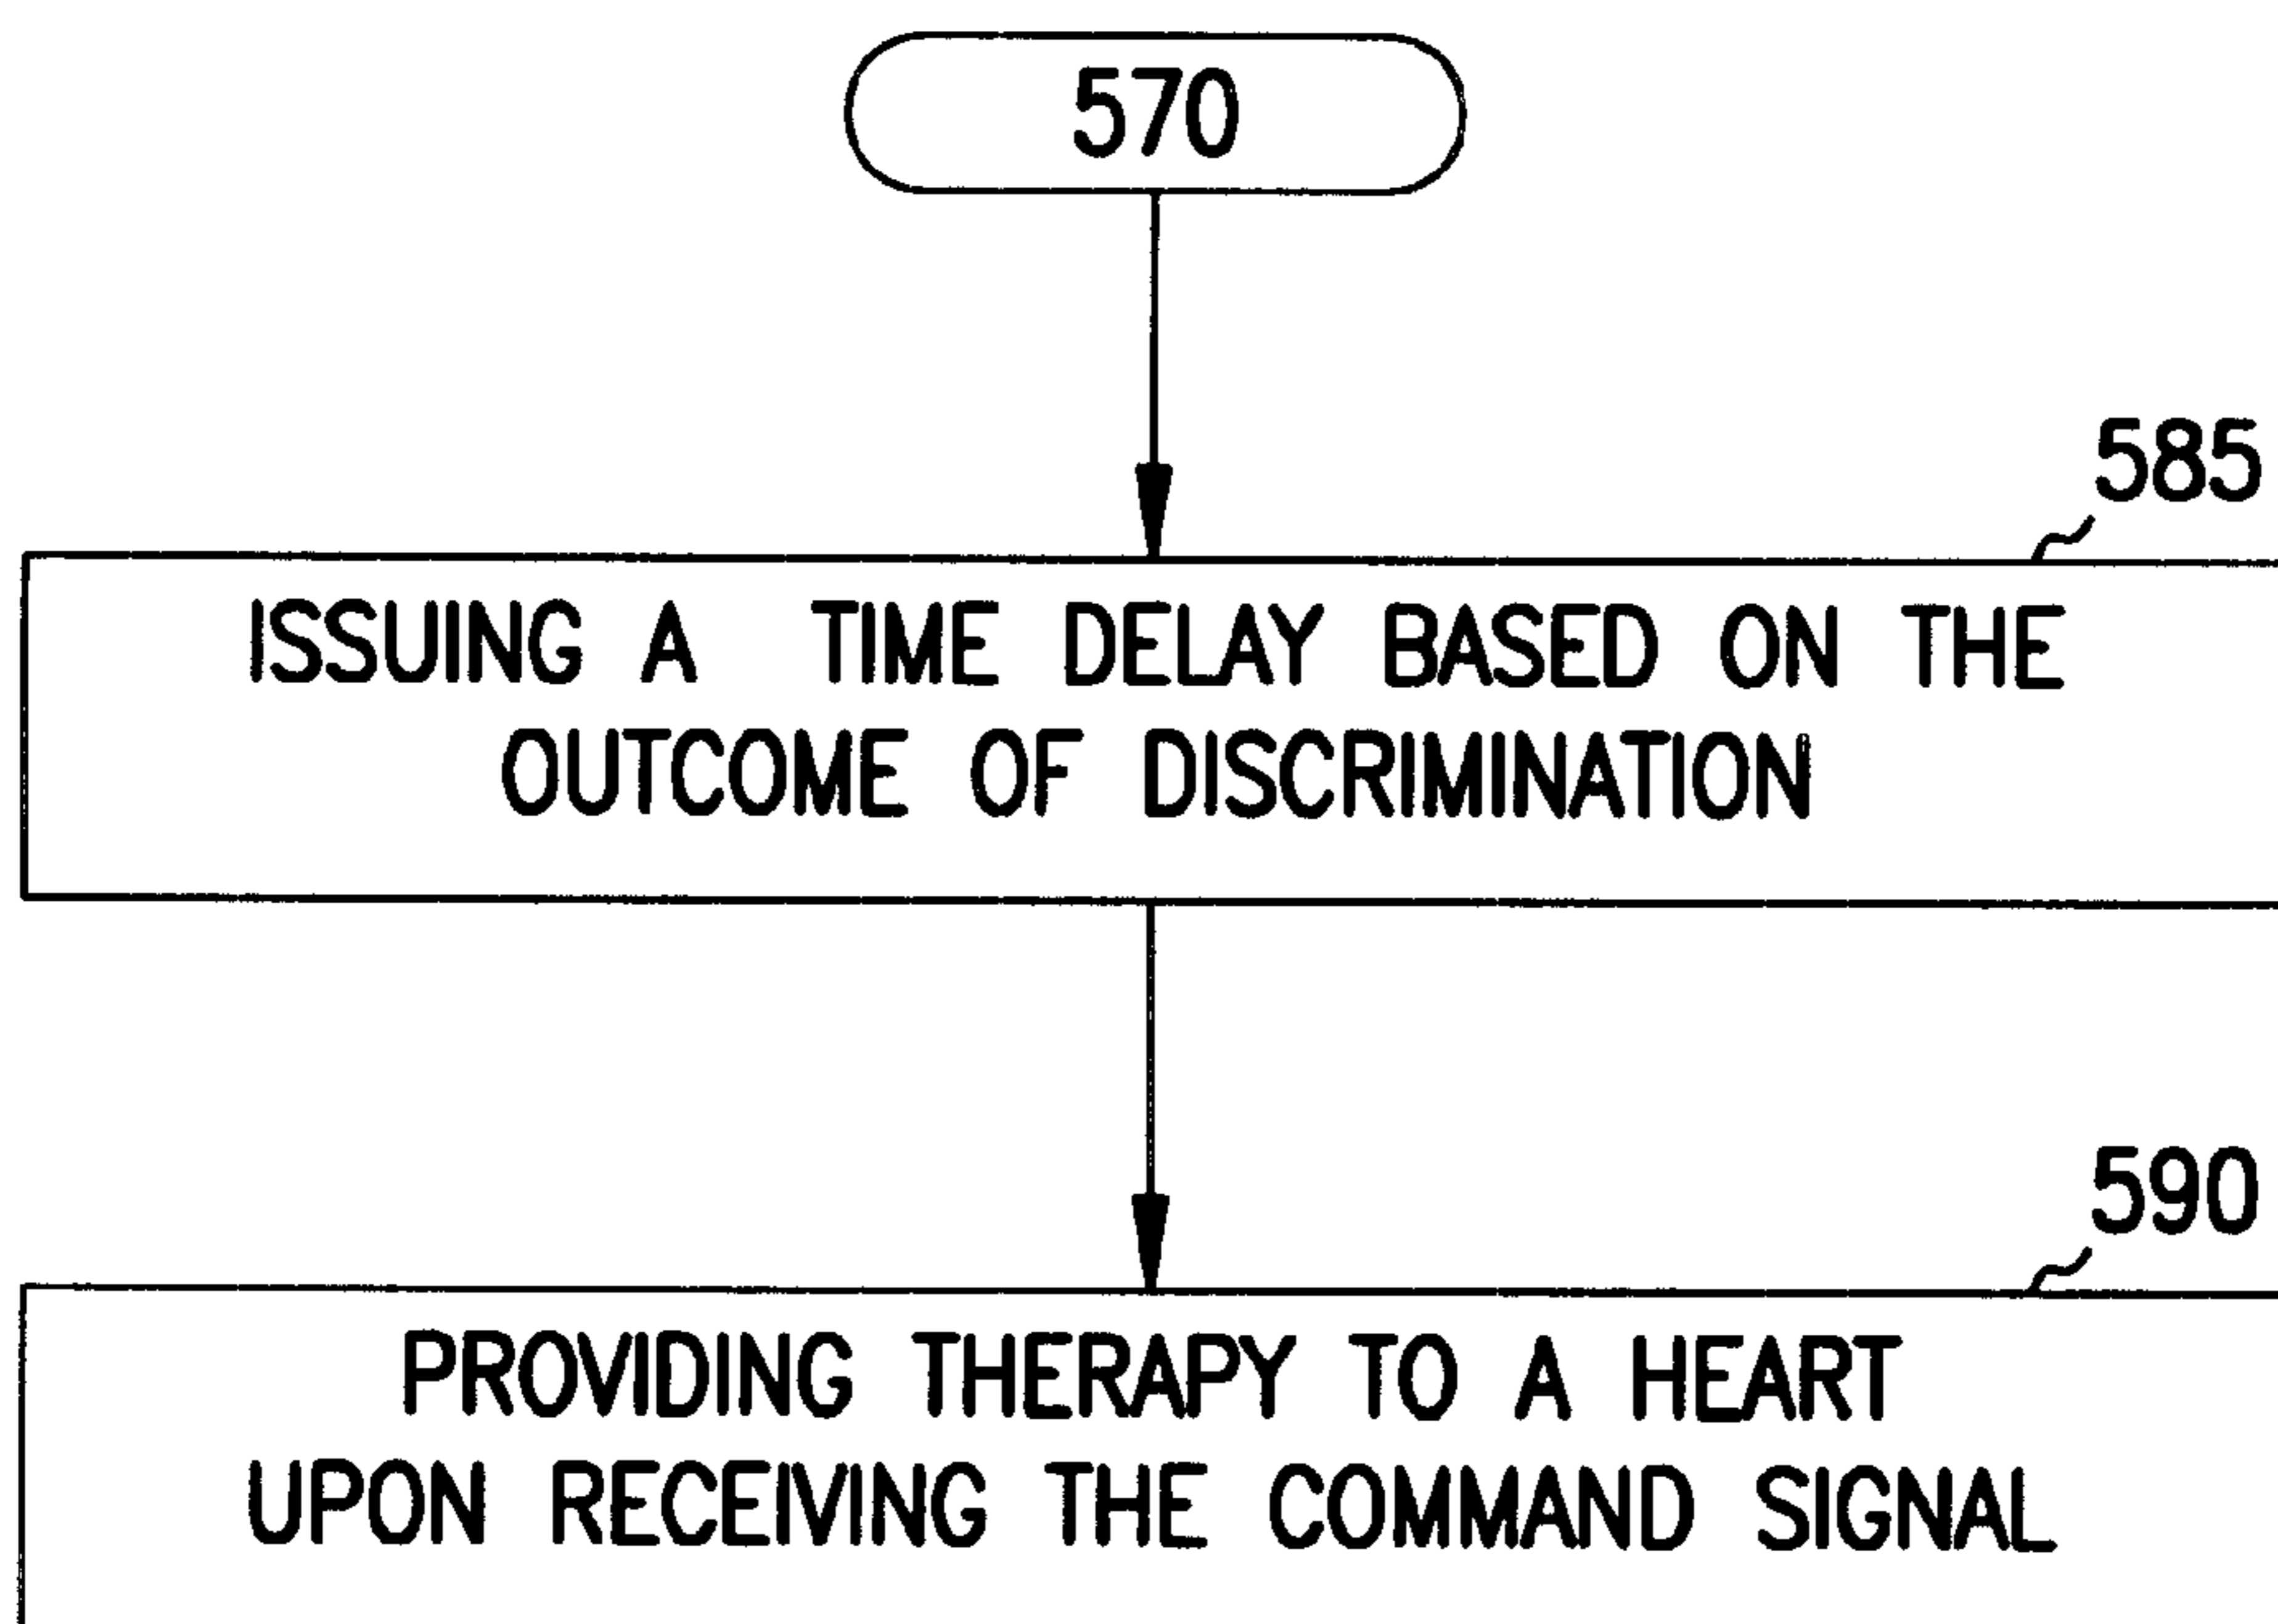 570
585
ISSUING A TIME DELAY BASED ON THE
OUTCOME OF DISCRIMINATION
590
PROVIDING THERAPY TO A HEART
UPON RECEIVING THE COMMAND SIGNAL